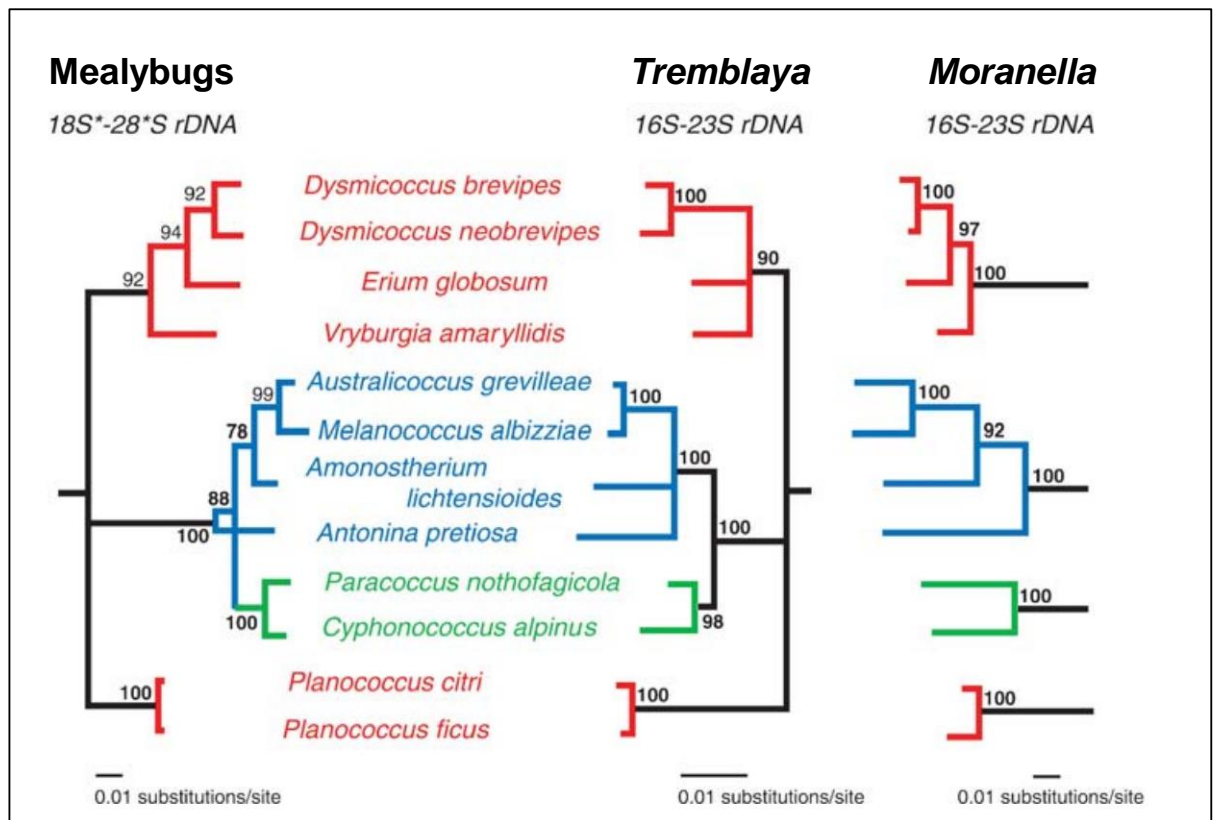 Mealybugs Tremblaya Moranella
18S*-28*S rDNA 16S-23S rDNA 16S-23S rDNA
92 Dysmicoccus brevipes 100 100
94 Dysmicoccus neobrevipes 97
92 Erium globosum 90 100
Vryburgia amaryllidis
99 Australicoccus grevilleae 100 100
78 Melanococcus albizziae 92
Amonostherium 100 100
88 lichtensioides
100 Antonina pretiosa 100
Paracoccus nothofagicola 100
100 Cyphonococcus alpinus 98
100 Planococcus citri 100 100
Planococcus ficus
0.01 substitutions/site 0.01 substitutions/site 0.01 substitutions/site